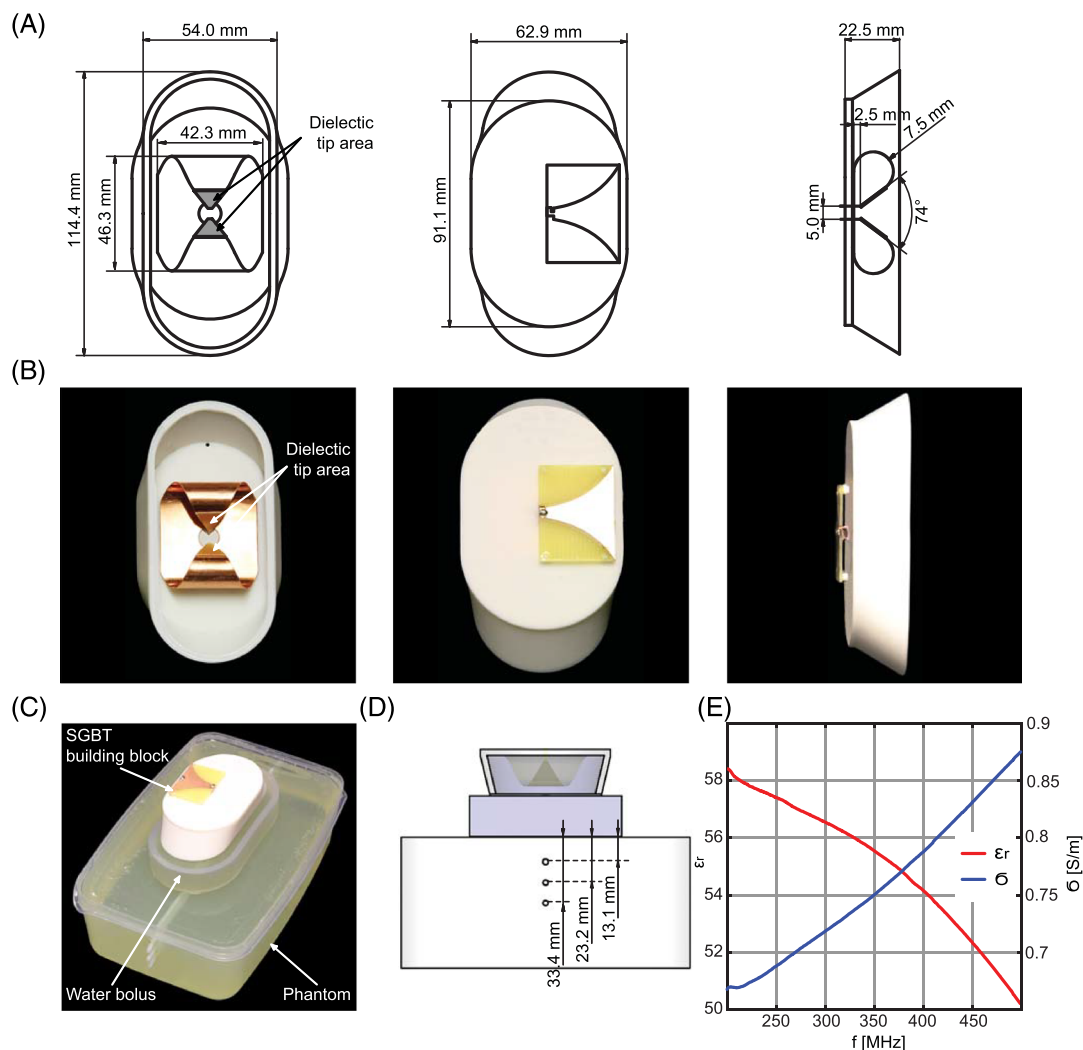 (A)
54.0 mm
62.9 mm
22.5 mm
114.4 mm
46.3 mm
42.3 mm
Dielectic
tip area
91.1 mm
2.5 mm
7.5 mm
5.0 mm
74°
(B)
Dielectic
tip area
(C)
SGBT
building block
Water bolus
Phantom
(D)
33.4 mm
23.2 mm
13.1 mm
(E)
εr
58
56
54
52
50
0.9
0.85
0.8
0.75
0.7
σ [S/m]
εr
σ
250
300
350
400
450
f [MHz]